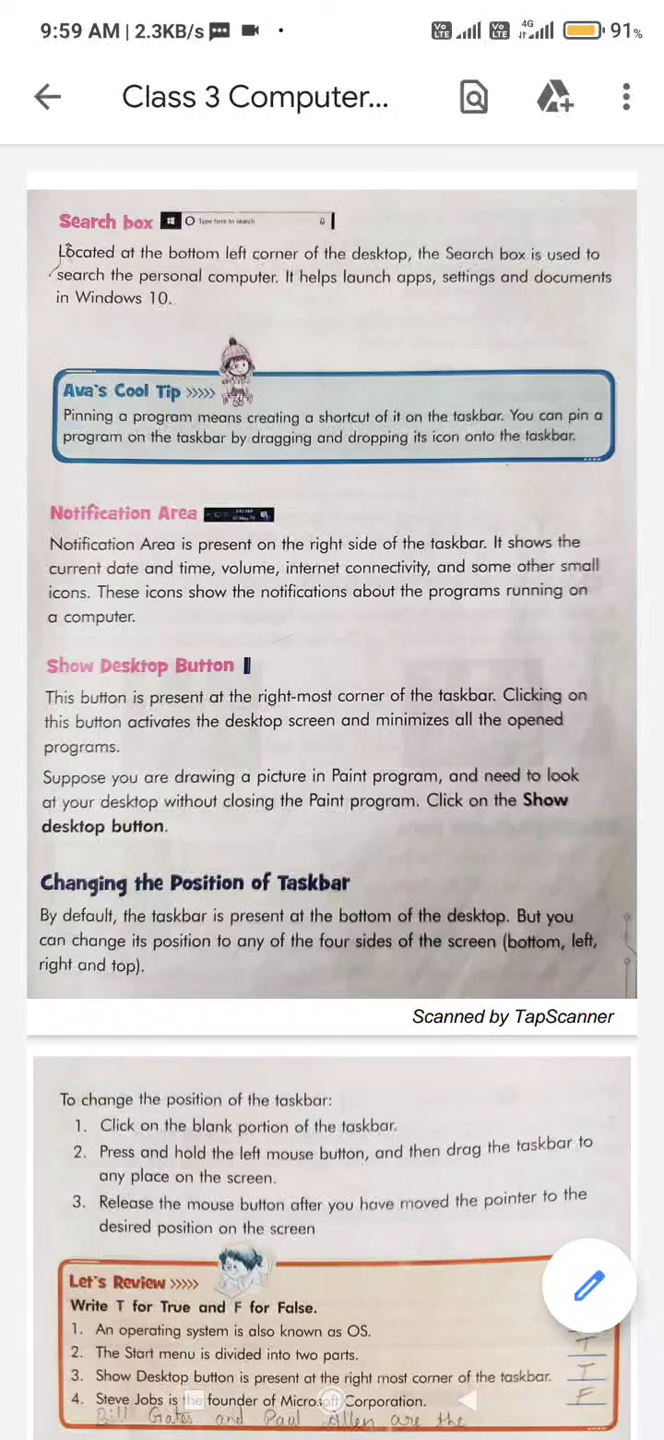 9:59 AM | 2.3KB/s
4G
91%
Class 3 Computer...
Search box Type here to search
Located at the bottom left corner of the desktop, the Search box is used to
search the personal computer. It helps launch apps, settings and documents
in Windows 10.
Ava's Cool Tip >>>>>
Pinning a program means creating a shortcut of it on the taskbar. You can pin a
program on the taskbar by dragging and dropping its icon onto the taskbar.
Notification Area
Notification Area is present on the right side of the taskbar. It shows the
current date and time, volume, internet connectivity, and some other small
icons. These icons show the notifications about the programs running on
a computer.
Show Desktop Button
This button is present at the right-most corner of the taskbar. Clicking on
this button activates the desktop screen and minimizes all the opened
programs.
Suppose you are drawing a picture in Paint program, and need to look
at your desktop without closing the Paint program. Click on the Show
desktop button.
Changing the Position of Taskbar
By default, the taskbar is present at the bottom of the desktop. But you
can change its position to any of the four sides of the screen (bottom, left,
right and top).
Scanned by TapScanner
To change the position of the taskbar:
1. Click on the blank portion of the taskbar.
2. Press and hold the left mouse button, and then drag the taskbar to
any place on the screen.
3. Release the mouse button after you have moved the pointer to the
desired position on the screen
Let's Review >>>>>
Write T for True and F for False.
1. An operating system is also known as OS.
2. The Start menu is divided into two parts. T
3. Show Desktop button is present at the right most corner of the taskbar. T
4. Steve Jobs is the founder of Microsoft Corporation. F
Bill Gates and Paul Allen are the